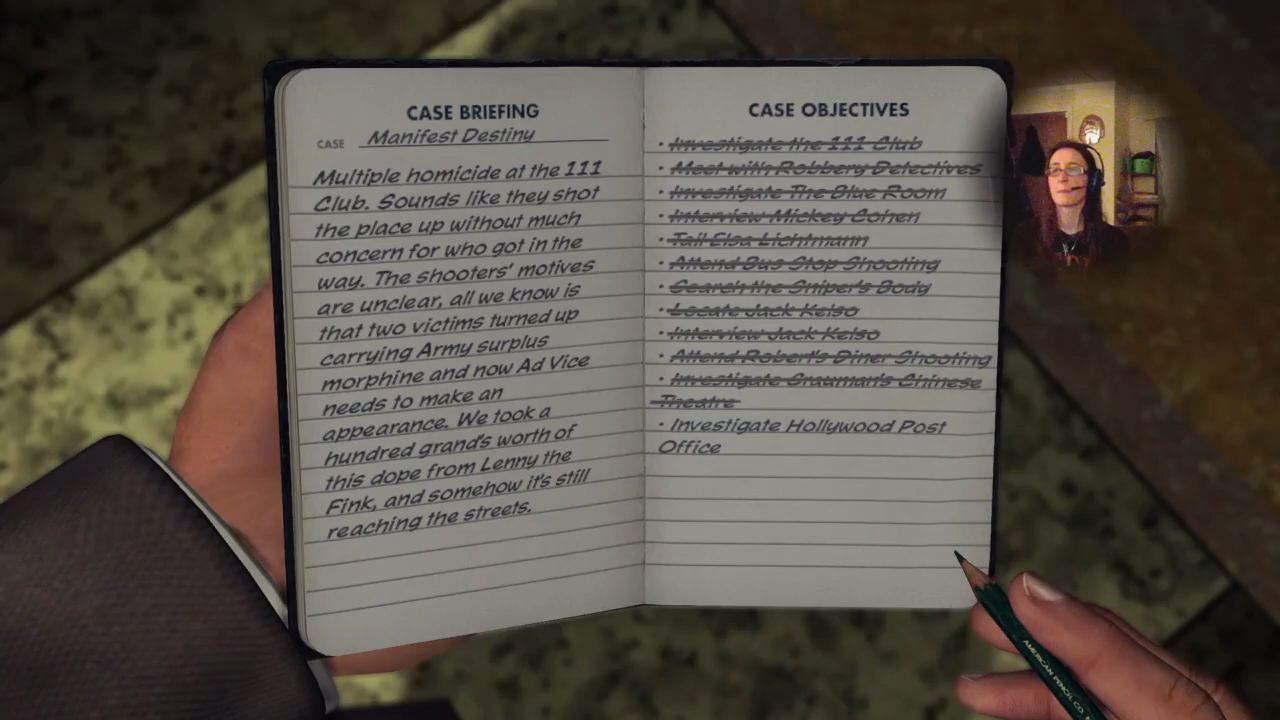 CASE BRIEFING
CASE Manifest Destiny
Multiple homicide at the 111
Club. Sounds like they shot
the place up without much
concern for who got in the
way. The shooters' motives
are unclear, all we know is
that two victims turned up
carrying Army surplus
morphine and now Ad Vice
needs to make an
appearance. We took a
hundred grand's worth of
this dope from Lenny the
Fink, and somehow it's still
reaching the streets.
CASE OBJECTIVES
• Investigate the 111 Club
• Meet with Robbery Detectives
• Investigate The Blue Room
• Interview Mickey Cohen
• Tail Elsa Lichtmann
• Attend Bus Stop Shooting
• Search the Sniper's Body
• Locate Jack Kelso
• Interview Jack Kelso
• Attend Robert's Diner Shooting
• Investigate Grauman's Chinese
Theatre
• Investigate Hollywood Post
Office
AMERICAN PENCIL CO.